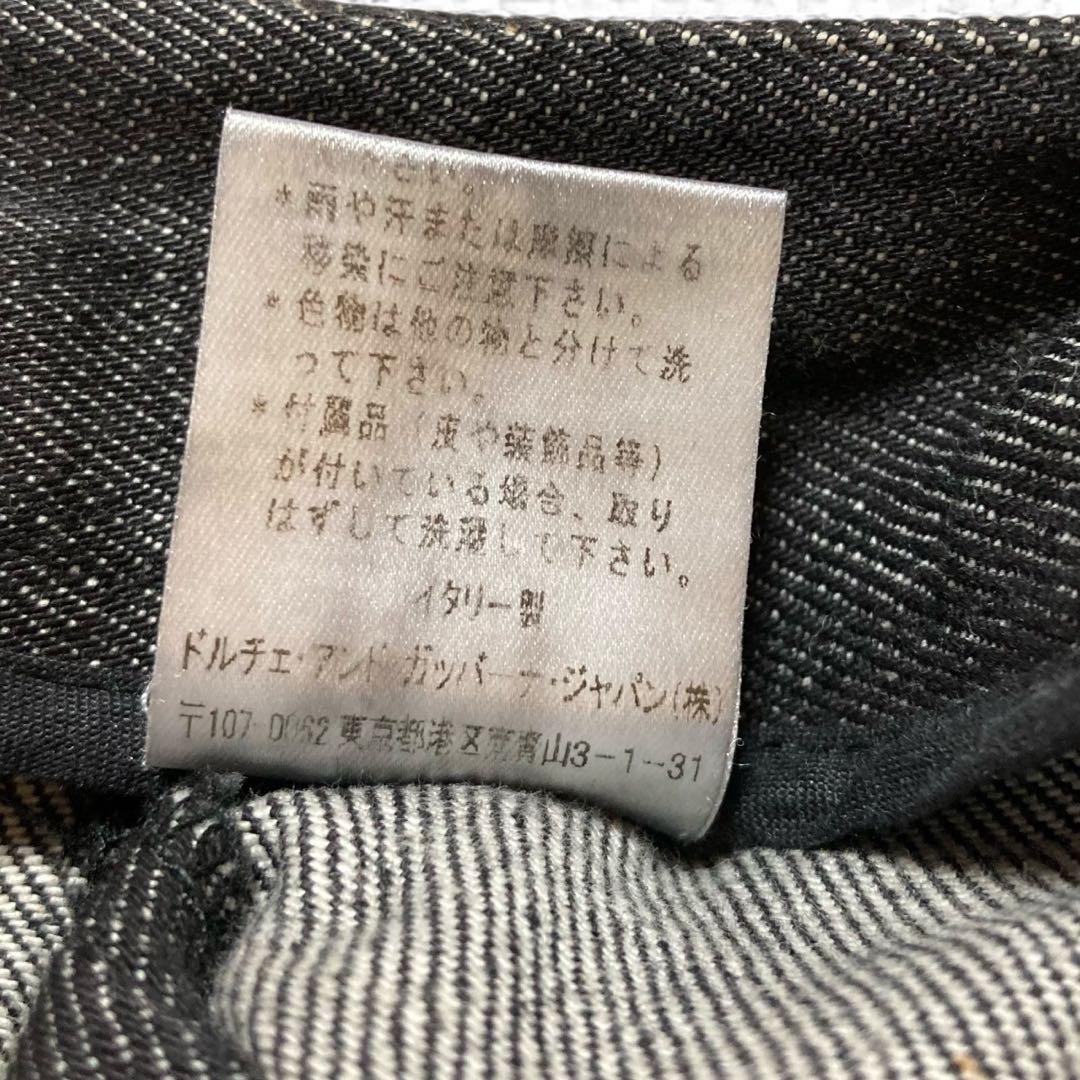 さい。
*雨や汗または摩擦による
移染にご注意下さい。
*色物は他の物と分けて洗
って下さい。
*付属品（皮や装飾品等）
が付いている場合、取り
はずして洗濯して下さい。
イタリー製
ドルチェ・アンド・ガッバーナ・ジャパン(株)
〒107-0062 東京都港区南青山3-1-31